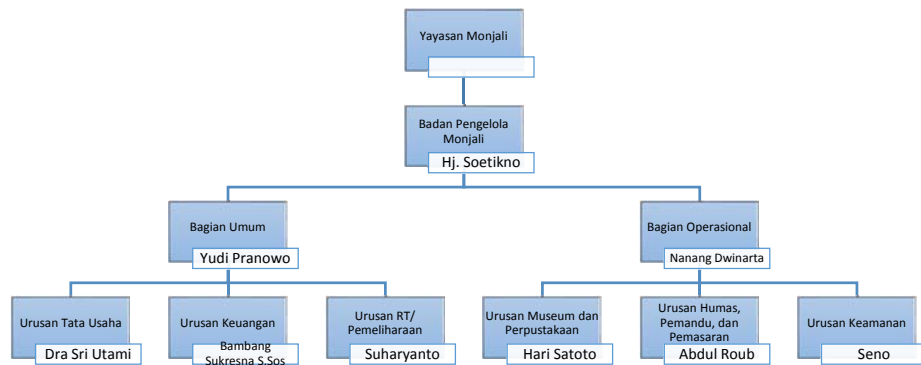 Yayasan Monjali
Badan Pengelola
Monjali
Hj. Soetikno
Bagian Umum
Yudi Pranowo
Bagian Operasional
Nanang Dwinarta
Urusan Tata Usaha
Dra Sri Utami
Urusan Keuangan
Bambang
Sukresna S.Sos
Urusan RT/
Pemeliharaan
Suharyanto
Urusan Museum dan
Perpustakaan
Hari Satoto
Urusan Humas,
Pemandu, dan
Pemasaran
Abdul Roub
Urusan Keamanan
Seno